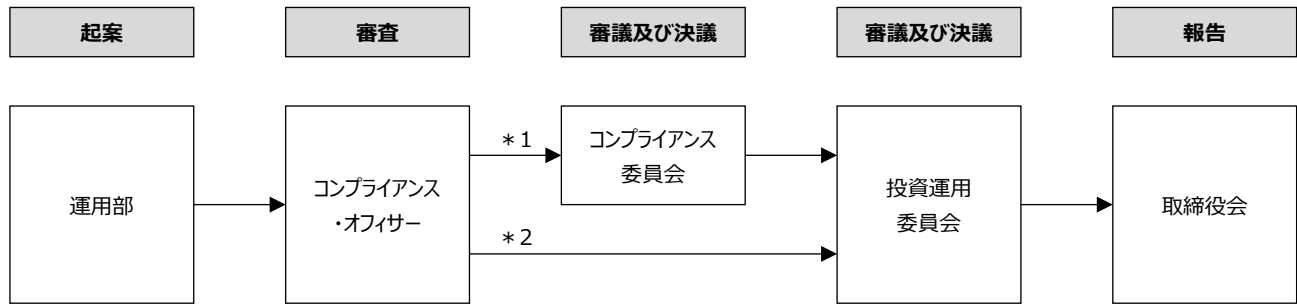 起案
審査
審議及び決議
審議及び決議
報告
運用部
コンプライアンス
・オフィサー
＊1
＊2
コンプライアンス
委員会
投資運用
委員会
取締役会